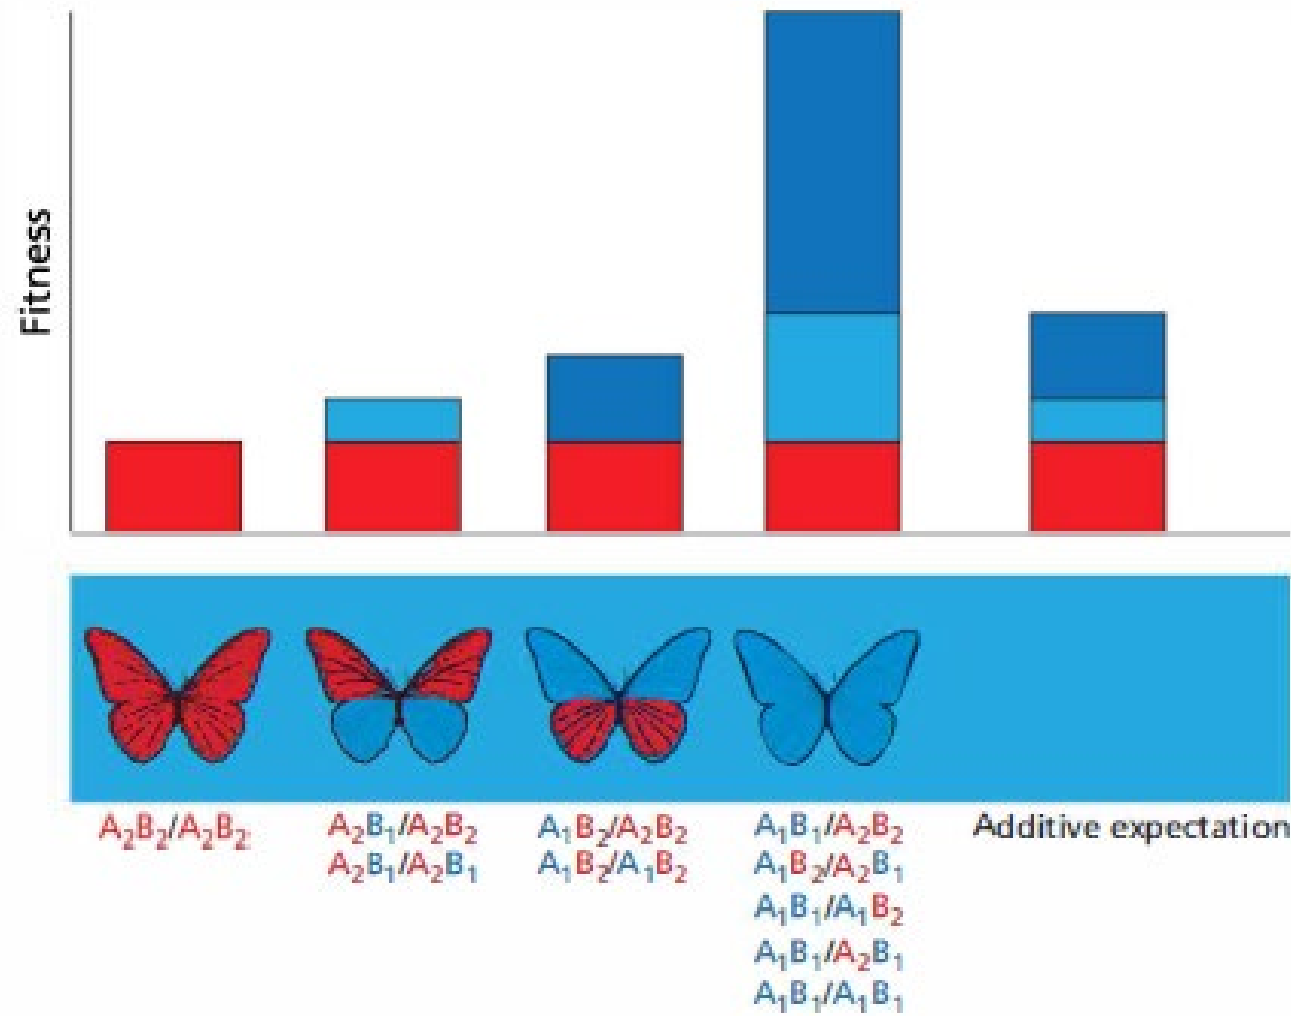 Fitness
A₂B₂/A₂B₂
A₂B₁/A₂B₂
A₂B₁/A₂B₁
A₁B₂/A₂B₂
A₁B₂/A₁B₂
A₁B₁/A₂B₂
A₁B₂/A₂B₁
A₁B₁/A₁B₂
A₁B₁/A₂B₁
A₁B₁/A₁B₁
Additive expectation